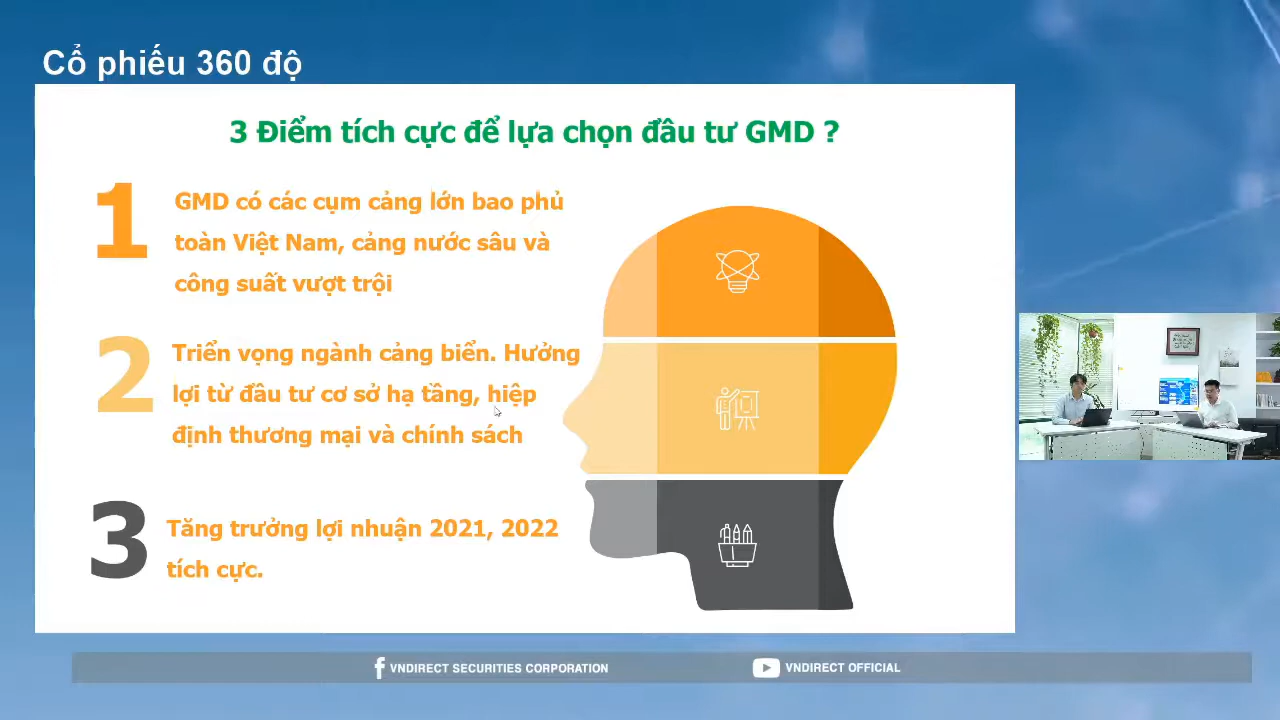 Cổ phiếu 360 độ
3 Điểm tích cực để lựa chọn đầu tư GMD ?
1
GMD có các cụm cảng lớn bao phủ
toàn Việt Nam, cảng nước sâu và
công suất vượt trội
2
Triển vọng ngành cảng biển. Hưởng
lợi từ đầu tư cơ sở hạ tầng, hiệp
định thương mại và chính sách
3
Tăng trưởng lợi nhuận 2021, 2022
tích cực.
VNDIRECT SECURITIES CORPORATION
VNDIRECT OFFICIAL